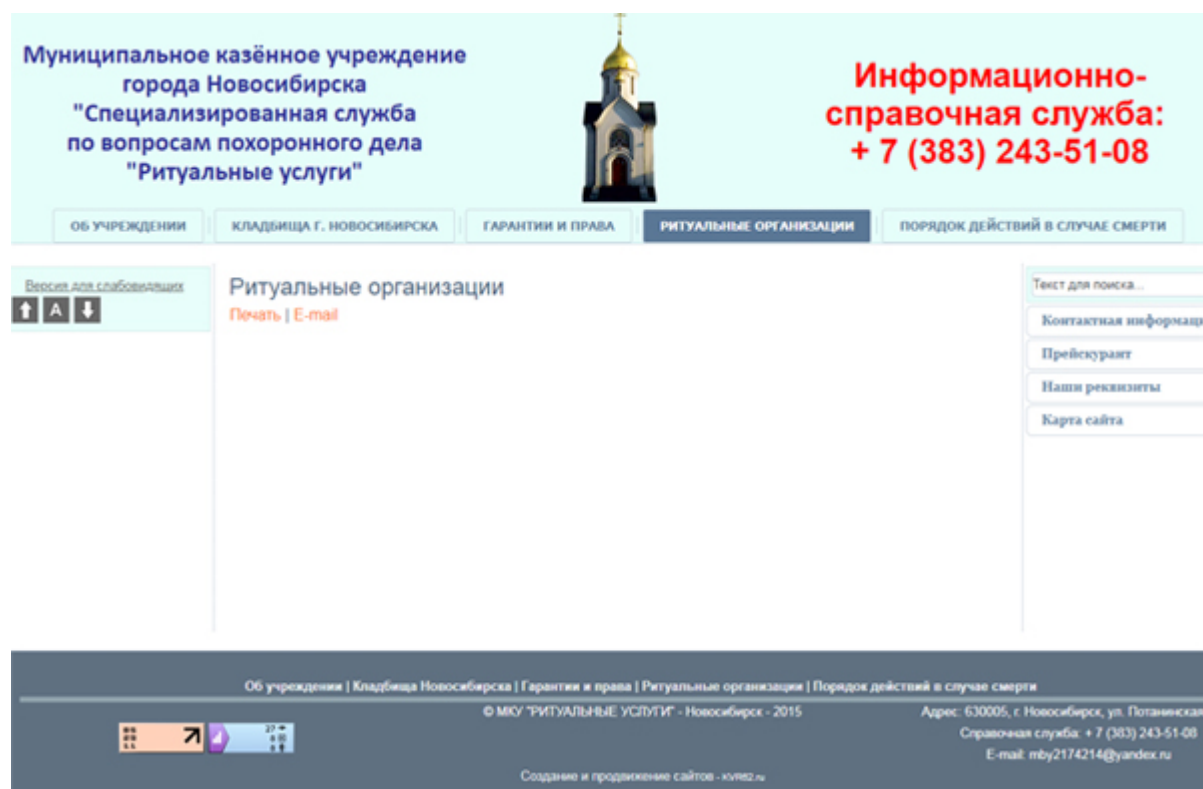 Муниципальное казённое учреждение
города Новосибирска
"Специализированная служба
по вопросам похоронного дела
"Ритуальные услуги"
Информационно-
справочная служба:
+ 7 (383) 243-51-08
ОБ УЧРЕЖДЕНИИ
КЛАДБИЩА Г. НОВОСИБИРСКА
ГАРАНТИИ И ПРАВА
РИТУАЛЬНЫЕ ОРГАНИЗАЦИИ
ПОРЯДОК ДЕЙСТВИЙ В СЛУЧАЕ СМЕРТИ
Версия для слабовидящих
A
Ритуальные организации
Печать | E-mail
Текст для поиска...
Контактная информаци
Прейскурант
Наши реквизиты
Карта сайта
Об учреждении | Кладбища Новосибирска | Гарантии и права | Ритуальные организации | Порядок действий в случае смерти
© МКУ "РИТУАЛЬНЫЕ УСЛУГИ" - Новосибирск - 2015
Адрес: 630005, г. Новосибирск, ул. Потанинская
Справочная служба: + 7 (383) 243-51-08
E-mail: mby2174214@yandex.ru
Создание и продвижение сайтов -